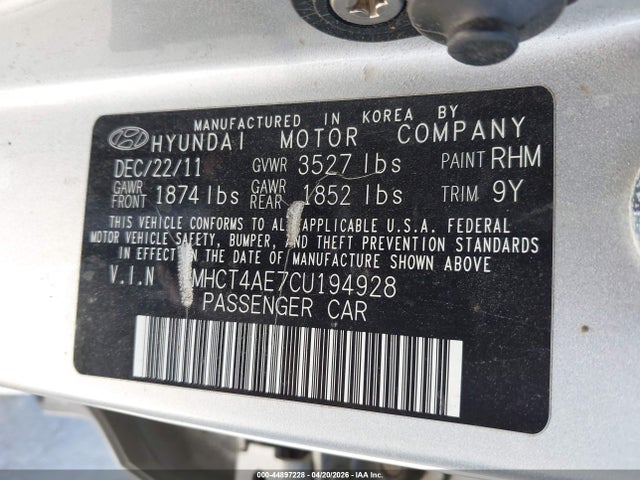 MANUFACTURED IN KOREA BY
HYUNDAI MOTOR COMPANY
DEC/22/11 GVWR 3527 lbs PAINT RHM
GAWR FRONT 1874 lbs GAWR REAR 1852 lbs TRIM 9Y
THIS VEHICLE CONFORMS TO ALL APPLICABLE U.S.A. FEDERAL
MOTOR VEHICLE SAFETY, BUMPER, AND THEFT PREVENTION STANDARDS
IN EFFECT ON THE DATE OF MANUFACTURE SHOWN ABOVE.
V.I.N MHCT4AE7CU194928
PASSENGER CAR
000-44897228 - 04/20/2026 - IAA Inc.